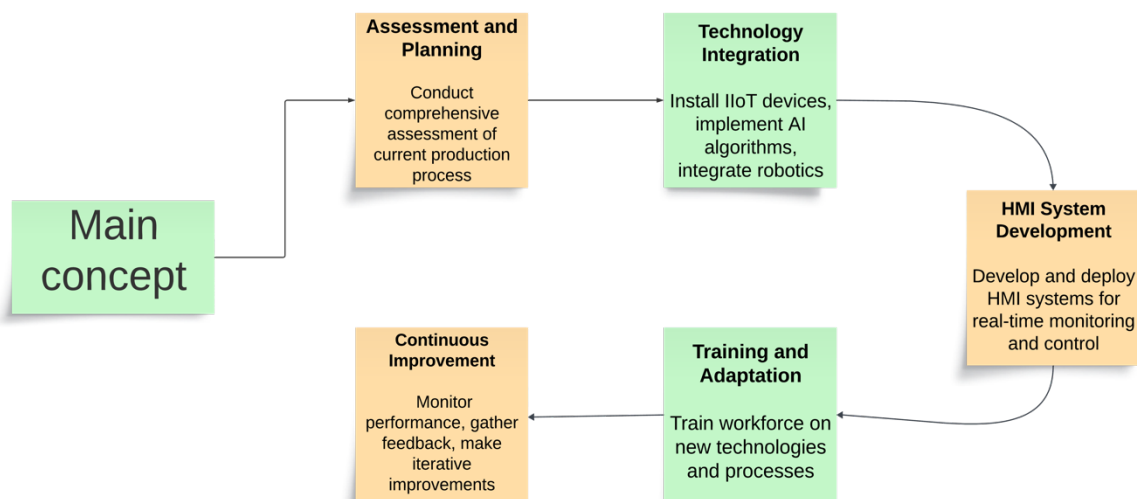 Main
concept
Assessment and
Planning
Conduct
comprehensive
assessment of
current production
process
Technology
Integration
Install IIoT devices,
implement AI
algorithms,
integrate robotics
HMI System
Development
Develop and deploy
HMI systems for
real-time monitoring
and control
Training and
Adaptation
Train workforce on
new technologies
and processes
Continuous
Improvement
Monitor
performance, gather
feedback, make
iterative
improvements